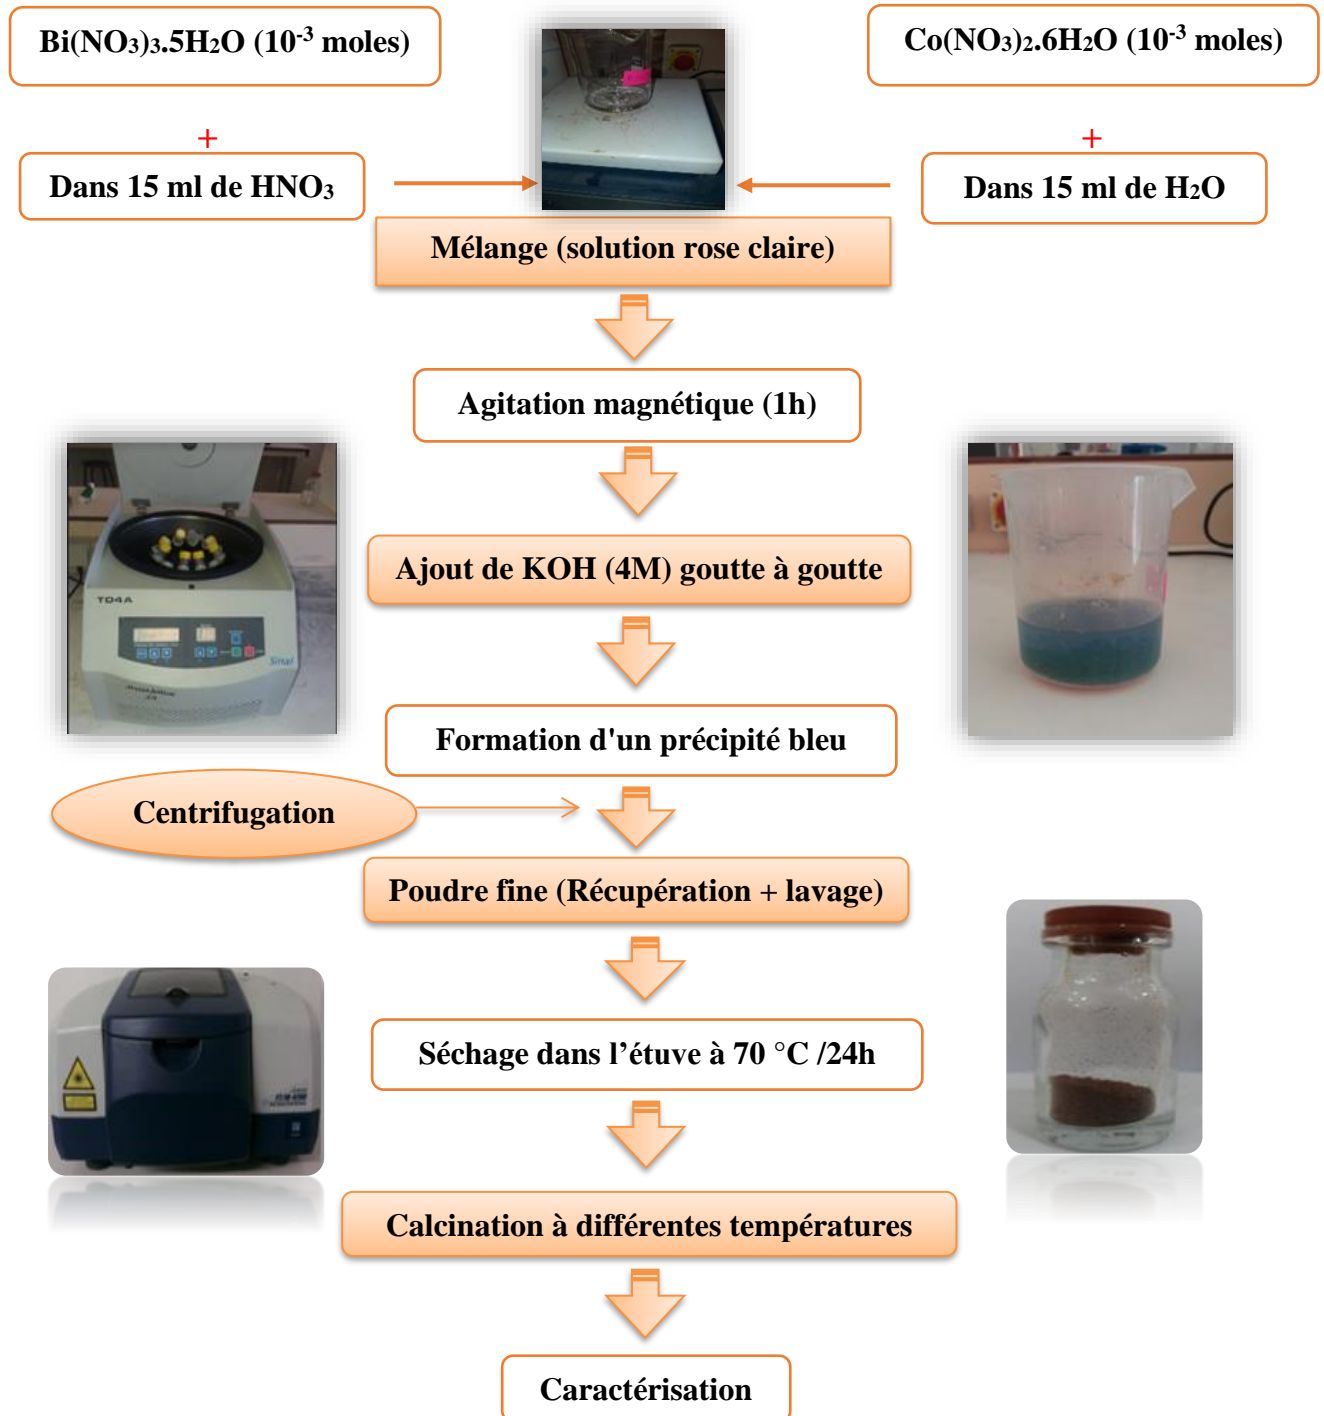 Bi(NO₃)₃.5H₂O (10⁻³ moles)
Co(NO₃)₂.6H₂O (10⁻³ moles)
+
+
Dans 15 ml de HNO₃
Dans 15 ml de H₂O
Mélange (solution rose claire)
Agitation magnétique (1h)
Ajout de KOH (4M) goutte à goutte
TD4A
Formation d'un précipité bleu
Centrifugation
Poudre fine (Récupération + lavage)
Séchage dans l’étuve à 70 °C /24h
Calcination à différentes températures
Caractérisation